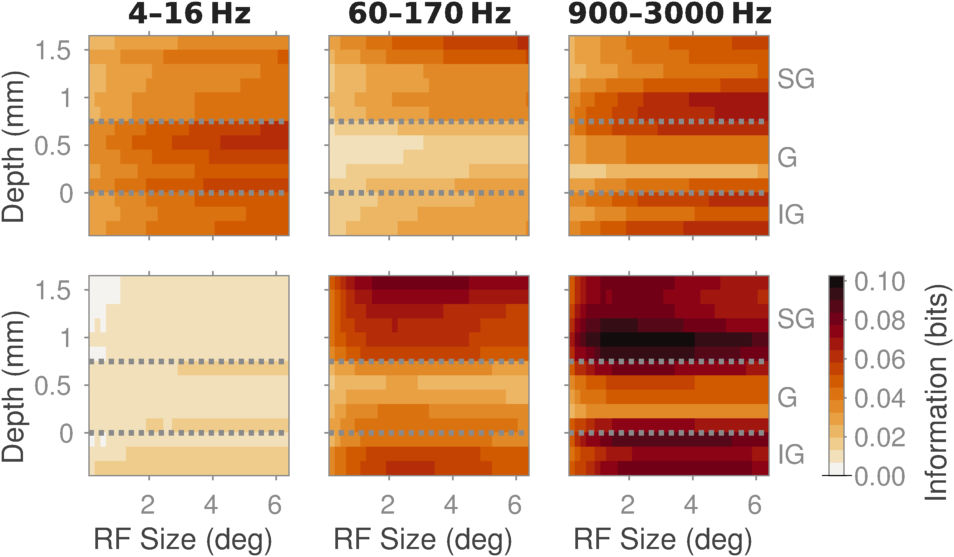 4–16 Hz 60–170 Hz 900–3000 Hz
Depth (mm)
1.5
1
0.5
0
SG
G
IG
Depth (mm)
1.5
1
0.5
0
SG
G
IG
0.10
0.08
0.06
0.04
0.02
0.00
Information (bits)
2 4 6 2 4 6 2 4 6
RF Size (deg) RF Size (deg) RF Size (deg)